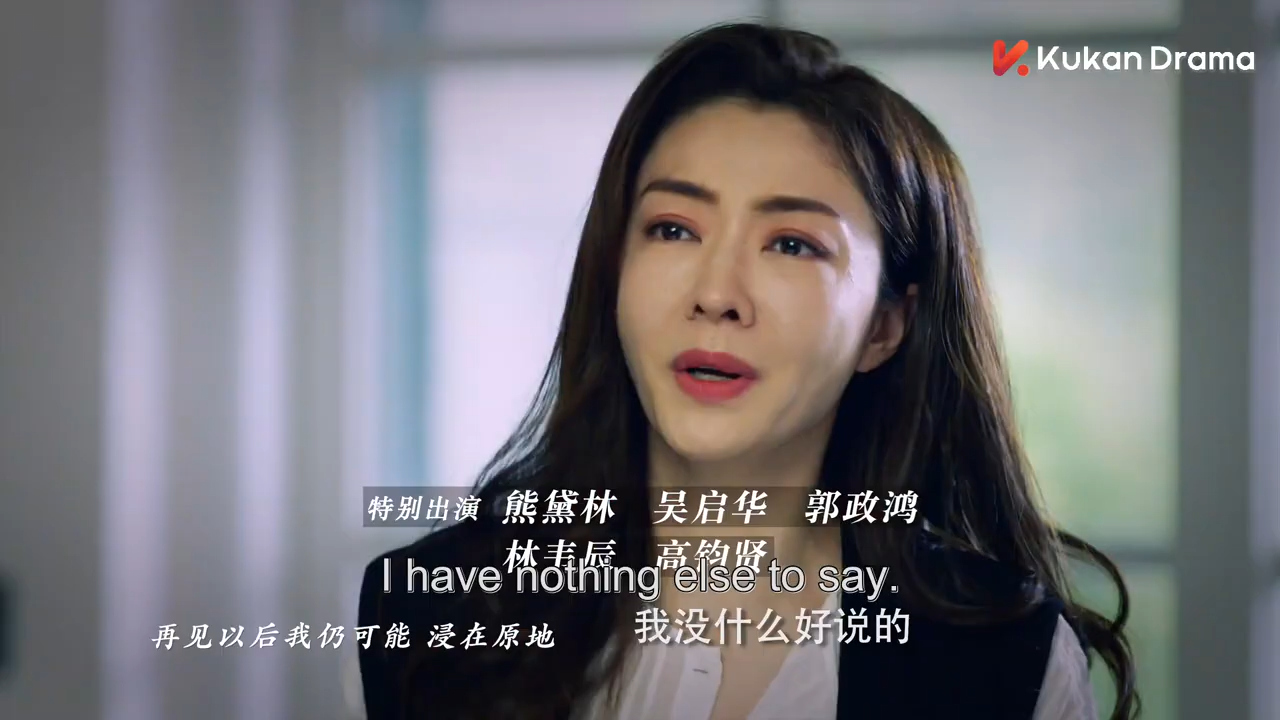 Kukan Drama
特别出演 熊黛林 吴启华 郭政鸿
林韦辰 高钧贤
I have nothing else to say.
再见以后我仍可能 浸在原地
我没什么好说的